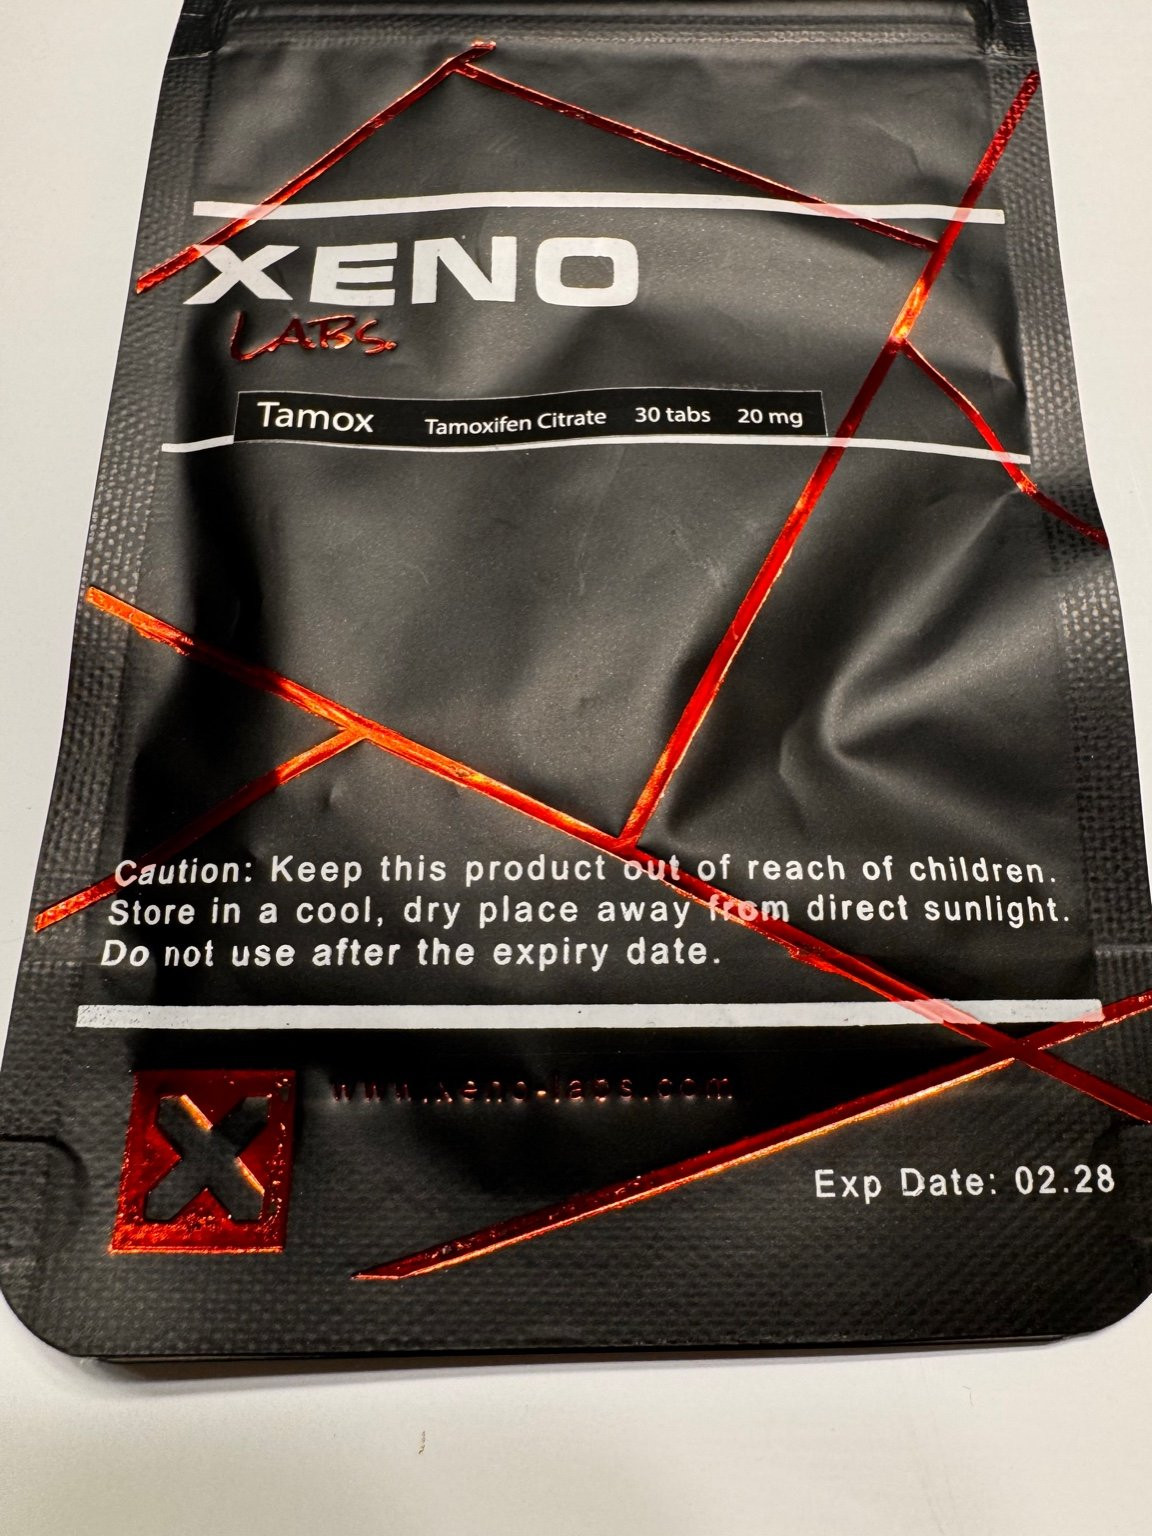 XENO
LABS.
Tamox Tamoxifen Citrate 30 tabs 20 mg
Caution: Keep this product out of reach of children.
Store in a cool, dry place away from direct sunlight.
Do not use after the expiry date.
www.xeno-labs.com
Exp Date: 02.28